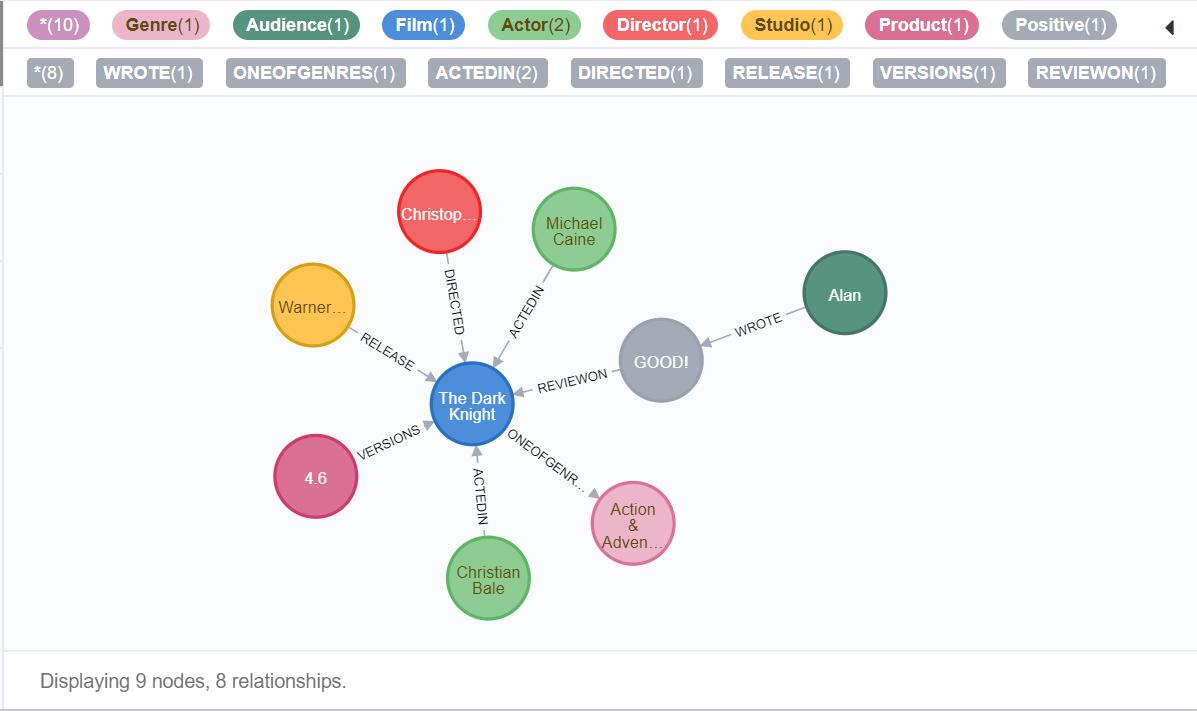 *(10) Genre(1) Audience(1) Film(1) Actor(2) Director(1) Studio(1) Product(1) Positive(1)
*(8) WROTE(1) ONEOFGENRES(1) ACTEDIN(2) DIRECTED(1) RELEASE(1) VERSIONS(1) REVIEWON(1)
Christop...
Michael
Caine
Alan
Warner...
DIRECTED
ACTEDIN
WROTE
RELEASE
GOOD!
REVIEWON
The Dark
Knight
VERSIONS
ONEOFGENR...
4.6
ACTEDIN
Action
&
Adven...
Christian
Bale
Displaying 9 nodes, 8 relationships.